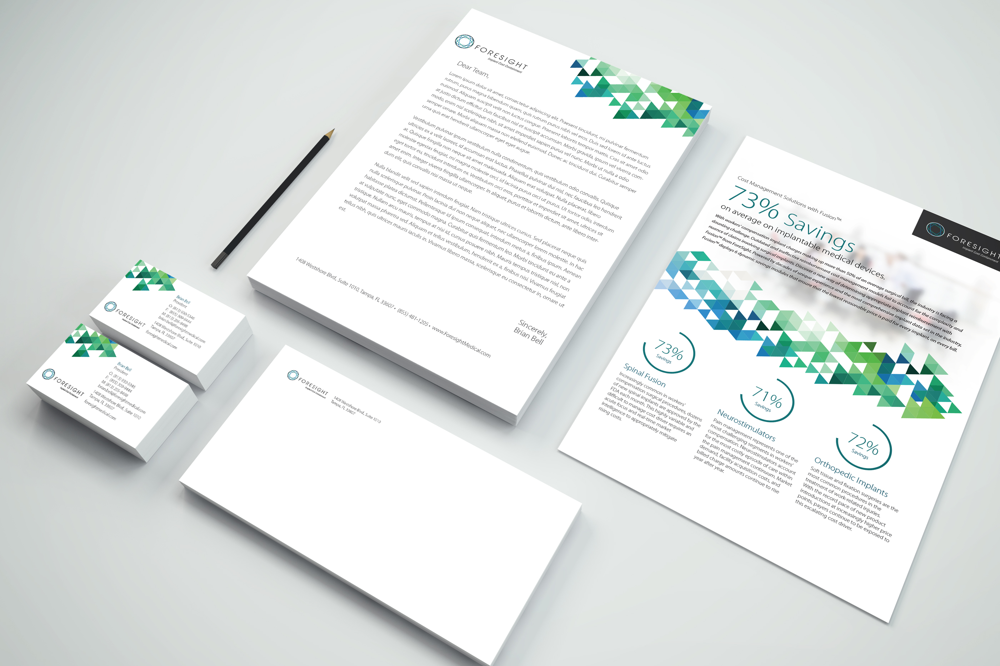 FORESIGHT
Implant Cost Containment
Dear Team,
Lorem ipsum dolor sit amet, consectetur adipiscing elit. Praesent tincidunt, mi pulvinar fermentum
rutrum, purus magna bibendum quam, quis rutrum purus nibh vel eros. Duis sed lorem id ante luctus
euismod. Aliquam suscipit velit non luctus congue. Praesent lobortis tempor mattis. Cras sit amet odio
at justo dictum efficitur. Duis faucibus nisl et suscipit accumsan. Morbi gravida, ipsum vel viverra com-
modo, enim nisl scelerisque nibh, sit amet imperdiet sapien purus vel nunc. Morbi ut nulla a odio
semper ornare. Morbi aliquam massa non eleifend euismod. Donec ac tincidunt dui. Curabitur semper
urna quis erat hendrerit ullamcorper eget eget augue.
Vestibulum pulvinar ipsum vestibulum nulla condimentum, quis vestibulum odio convallis. Quisque
ultricies ex a velit laoreet, id accumsan erat luctus. Phasellus pulvinar dui nisl, nec faucibus leo hendrerit
at. Quisque fringilla non neque sit amet malesuada. Aliquam erat volutpat. Nulla placerat, libero
molestie egestas feugiat, mi magna molestie orci, id lacinia purus orci ut purus. Ut tortor odio, interdum
eget tortor eu, tincidunt interdum ex. Vestibulum orci eros, porttitor et imperdiet sit amet, ultrices sit
amet enim. Integer viverra fringilla ullamcorper. In aliquet, purus et lobortis dictum, ante libero inter-
dum elit, quis convallis nisi massa ut neque.
Nulla blandit velit sed sapien interdum feugiat. Nam tristique ultrices cursus. Sed placerat neque quis
nulla scelerisque pulvinar. Proin lacinia dui non neque aliquet, nec ullamcorper lorem molestie. In hac
habitasse platea dictumst. Pellentesque id ipsum consequat, interdum metus a, finibus ipsum. Aenean
at vulputate nunc, eget commodo magna. Curabitur quis fermentum leo. Morbi tincidunt eu ante a
tristique. Nullam arcu mauris, tempus at nisi id, cursus posuere nibh. Mauris tempus tristique nisl, non
volutpat massa pharetra sed. Aliquam et tellus vestibulum, hendrerit ex a, finibus nisi. Vivamus feugiat
tellus nibh, quis ultrices mauris iaculis in. Vivamus libero massa, scelerisque eu consectetur in, ornare ut
est.
Sincerely,
Brian Bell
1408 Westshore Blvd., Suite 1010, Tampa, FL 33607 • (855) 481-1205 • www.ForesightMedical.com
Cost Management Solutions with Fusion™
73% Savings
on average on implantable medical devices.
With workers' compensation implant charges making up more than 50% of an average surgical bill, the industry is facing a
daunting challenge. Outdated and ineffective reimbursement cost management models fail to account for the complexity and
nuance of claims involving surgical implants. Discover a new way of determining appropriate implant reimbursement with
Fusion™ from ForeSight. Powered by decades of unique experience and the most comprehensive implant data set in the industry,
Fusion™ deploys 6 dynamic savings modules that ensure that the lowest reasonable price is paid for every implant, on every bill.
FORESIGHT
Implant Cost Containment
73%
Savings
Spinal Fusion
Increasingly common in workers'
compensation surgical procedures, dozens
of new spinal implants are approved by the
FDA each month. This highly variable and
difficult to manage cost driver requires an
acute focus and real-time market
intelligence to appropriately mitigate
rising costs.
71%
Savings
Neurostimulators
Pain management represents one of the
most challenging segments in workers'
compensation. Neurostimulators account
for the most costly episode of care within
the pain management continuum. Market
demand, facility acquisition costs, and
billed charge amounts continue to rise
year after year.
72%
Savings
Orthopedic Implants
Soft tissue and fixation surgeries are the
most common procedures in the
treatment of work-related injuries.
With the record pace of new product
introductions at increasingly higher price
points, payers continue to be exposed to
this escalating cost driver.
FORESIGHT
Implant Cost Containment
Brian Bell
President
O: (813) 930-5346
F: (855) 309-9444
M: (813) 205-8498
brian.bell@foresightmedical.com
1408 Westshore Blvd., Suite 1010
Tampa, FL 33607
foresightmedical.com
FORESIGHT
Implant Cost Containment
Brian Bell
President
O: (813) 930-5346
F: (855) 309-9444
M: (813) 205-8498
brian.bell@foresightmedical.com
1408 Westshore Blvd., Suite 1010
Tampa, FL 33607
foresightmedical.com
FORESIGHT
Implant Cost Containment
1408 Westshore Blvd., Suite 1010
Tampa, FL 33607